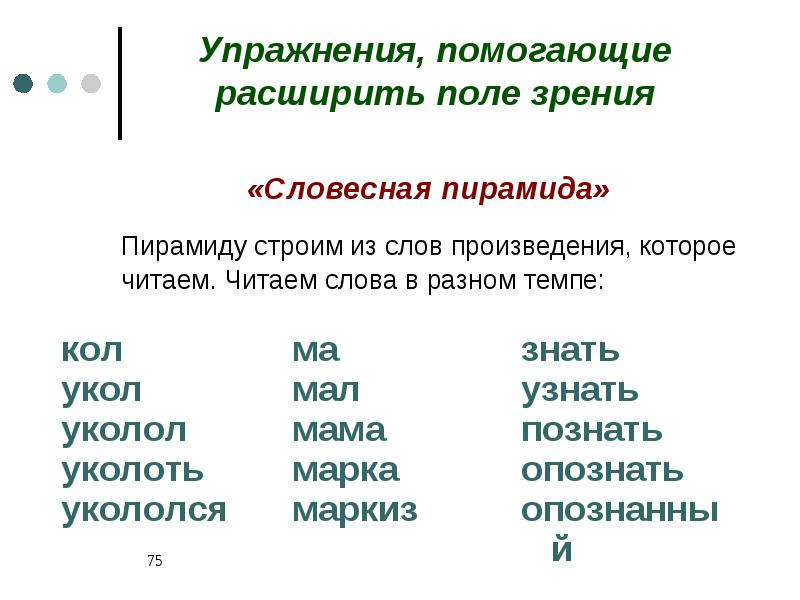 Упражнения, помогающие
расширить поле зрения
«Словесная пирамида»
Пирамиду строим из слов произведения, которое
читаем. Читаем слова в разном темпе:
кол
укол
уколол
уколоть
укололся
ма
мал
мама
марка
маркиз
знать
узнать
познать
опознать
опознанны
й
75